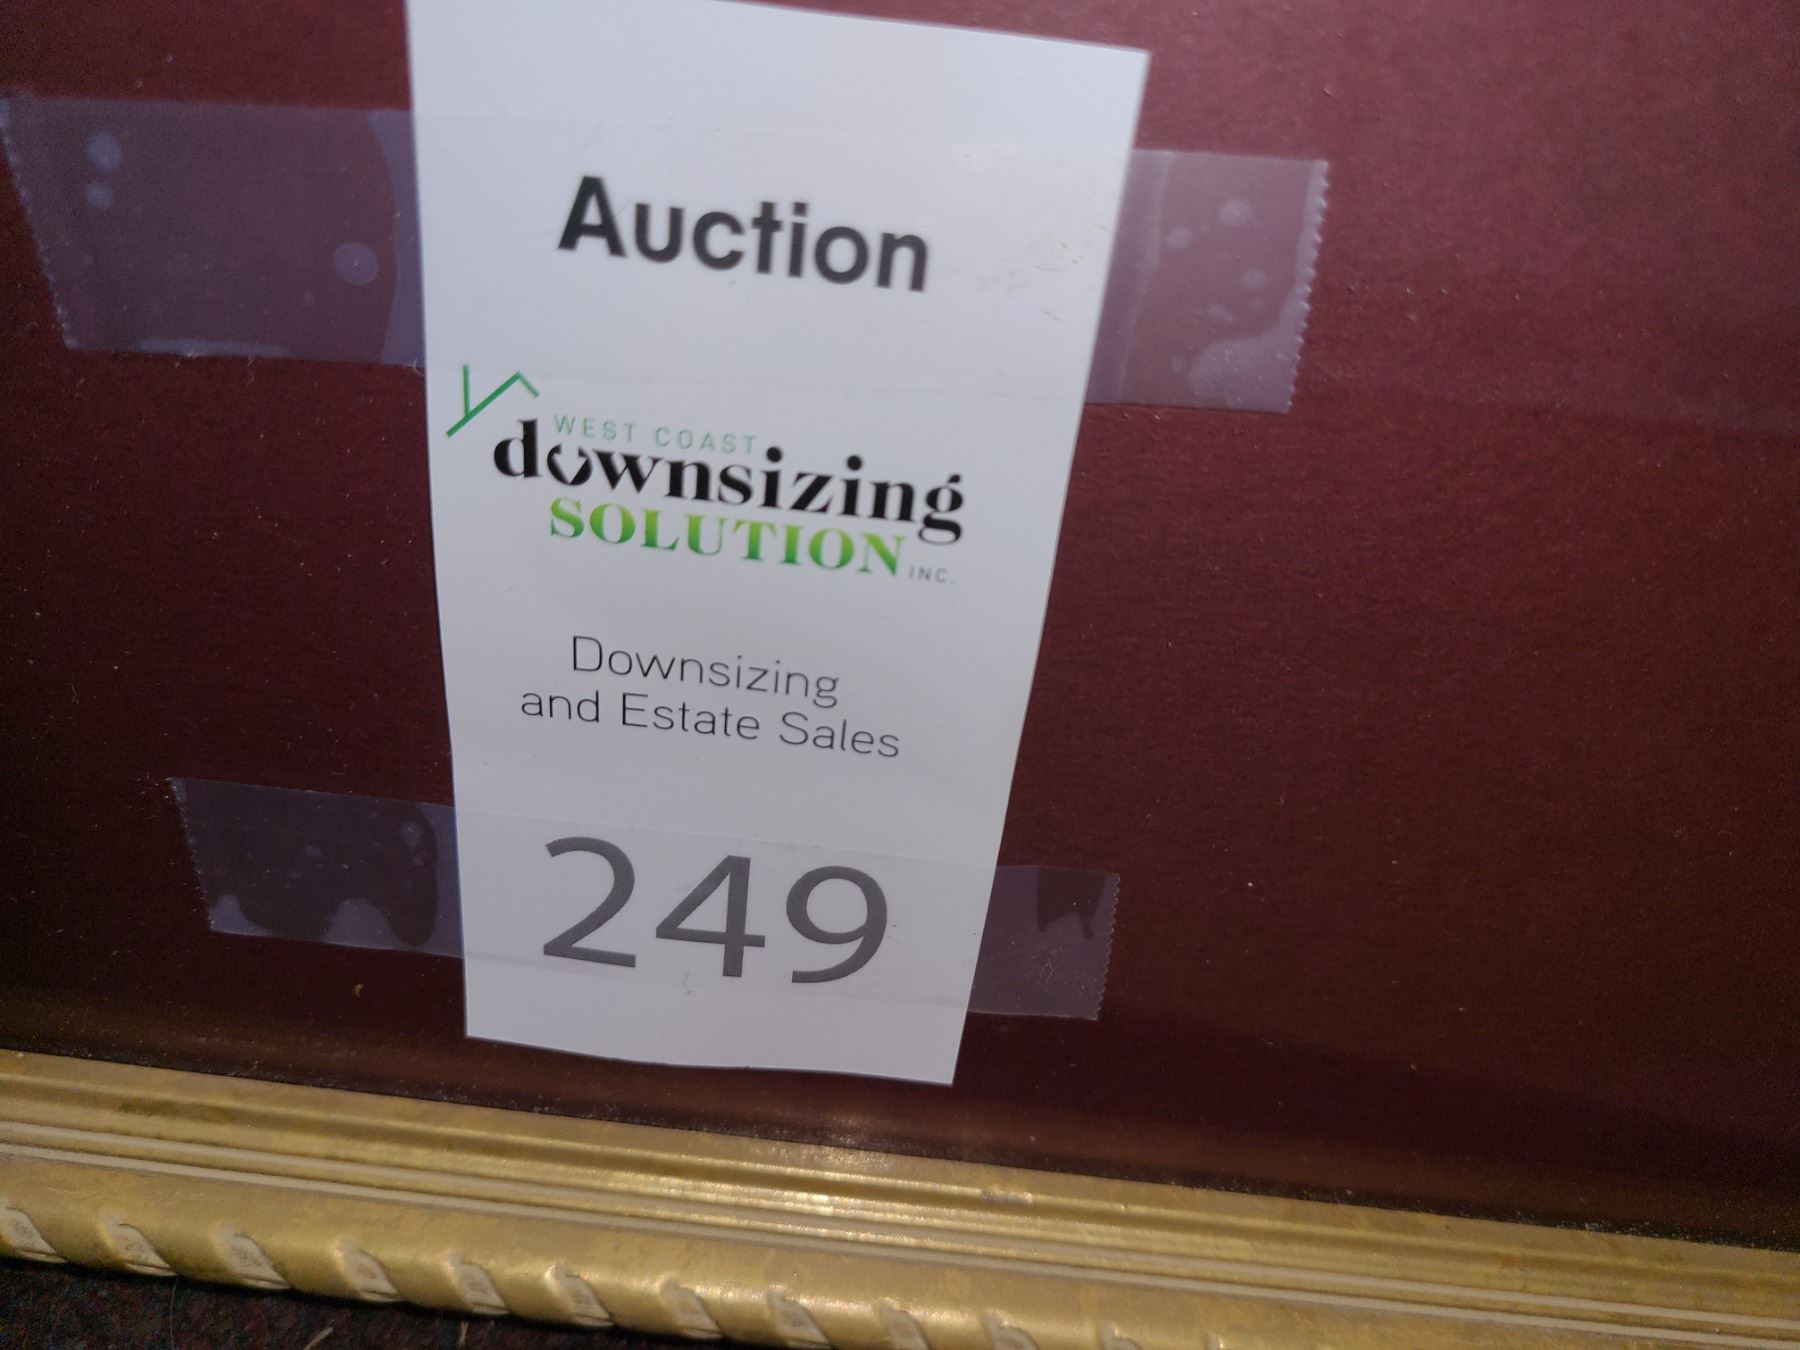 Auction
WEST COAST
downsizing
SOLUTION INC.
Downsizing
and Estate Sales
249